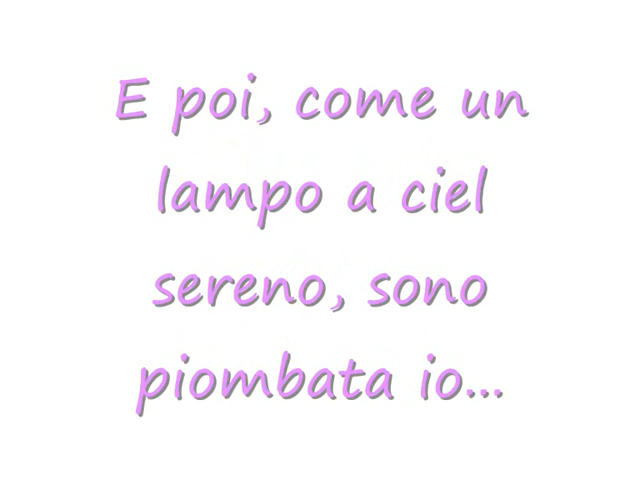 E poi, come un
lampo a ciel
sereno, sono
piombata io...